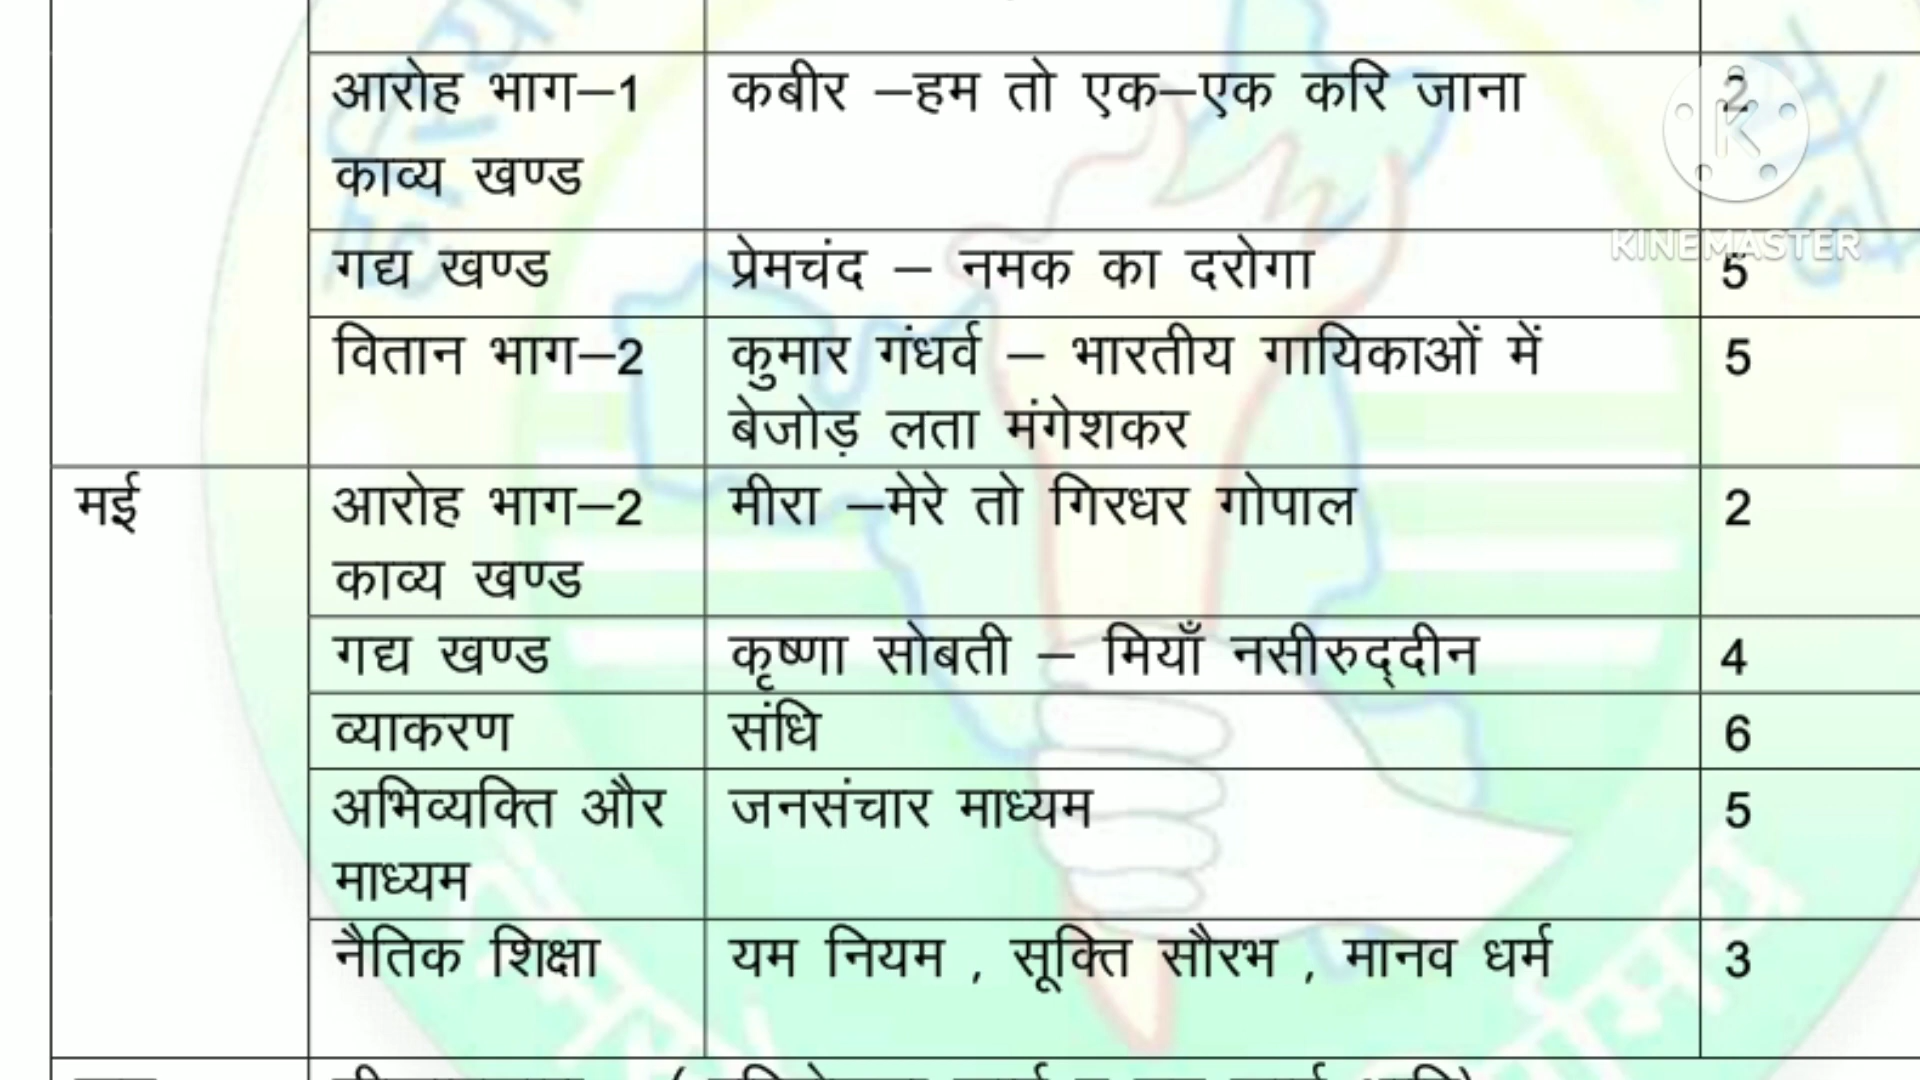 आरोह भाग–1 कबीर –हम तो एक–एक करि जाना 2
काव्य खण्ड
KINEMASTER
गद्य खण्ड प्रेमचंद – नमक का दरोगा 5
वितान भाग–2 कुमार गंधर्व – भारतीय गायिकाओं में 5
बेजोड़ लता मंगेशकर
मई आरोह भाग–2 मीरा –मेरे तो गिरधर गोपाल 2
काव्य खण्ड
गद्य खण्ड कृष्णा सोबती – मियाँ नसीरुद्‌दीन 4
व्याकरण संधि 6
अभिव्यक्ति और जनसंचार माध्यम 5
माध्यम
नैतिक शिक्षा यम नियम , सूक्ति सौरभ , मानव धर्म 3